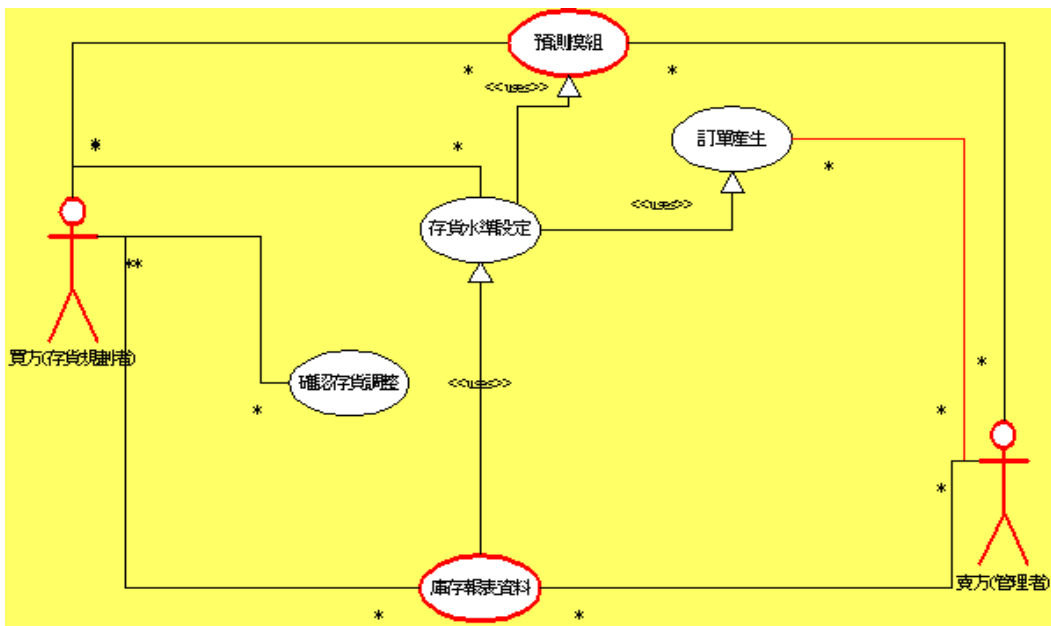 預測模組
*
*
<<use>>
訂單產生
*
*
*
<<uses>>
存貨水準設定
**
買方(存貨規劃者)
*
<<uses>>
確認存貨調整
*
*
*
*
賣方(管理者)
庫存報表資料
*
*